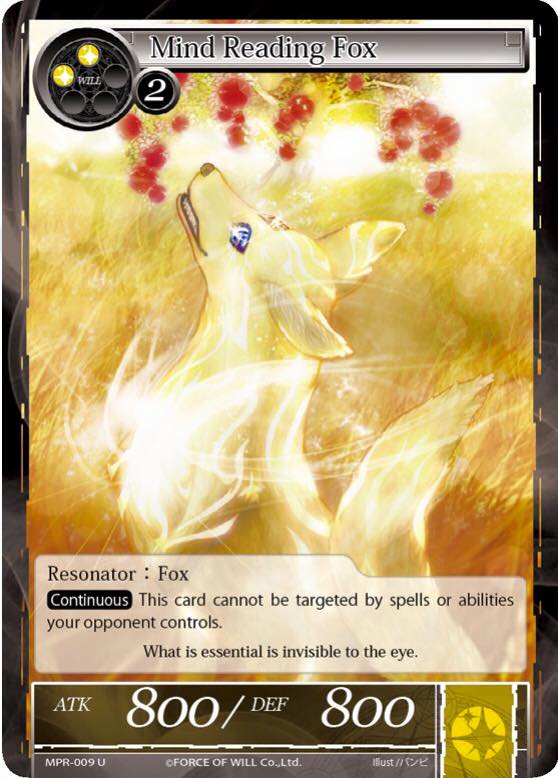 Mind Reading Fox
WILL
2
Resonator : Fox
Continuous This card cannot be targeted by spells or abilities
your opponent controls.
What is essential is invisible to the eye.
ATK 800 / DEF 800
MPR-009 U ©FORCE OF WILL Co.,Ltd. Illust/バンビ